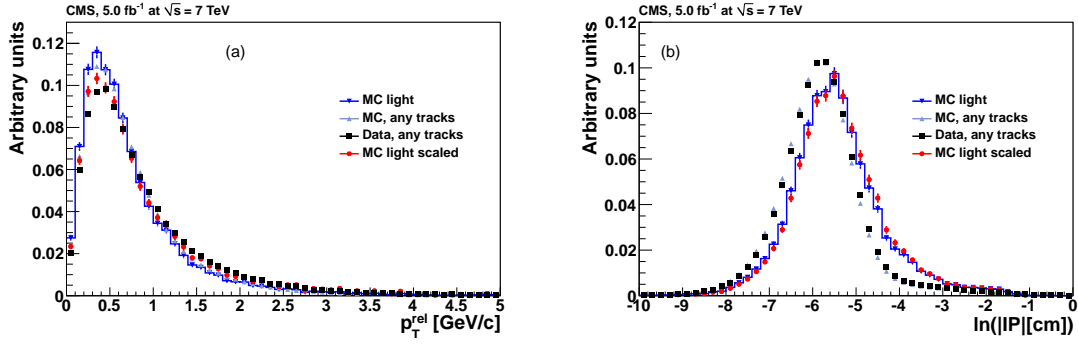 CMS, 5.0 fb⁻¹ at √s = 7 TeV
(a)
Arbitrary units
0.12
0.1
0.08
0.06
0.04
0.02
0
MC light
MC, any tracks
Data, any tracks
MC light scaled
0 0.5 1 1.5 2 2.5 3 3.5 4 4.5 5
p_T^rel [GeV/c]
CMS, 5.0 fb⁻¹ at √s = 7 TeV
(b)
Arbitrary units
0.12
0.1
0.08
0.06
0.04
0.02
0
MC light
MC, any tracks
Data, any tracks
MC light scaled
-10 -9 -8 -7 -6 -5 -4 -3 -2 -1 0
ln(|IP|[cm])